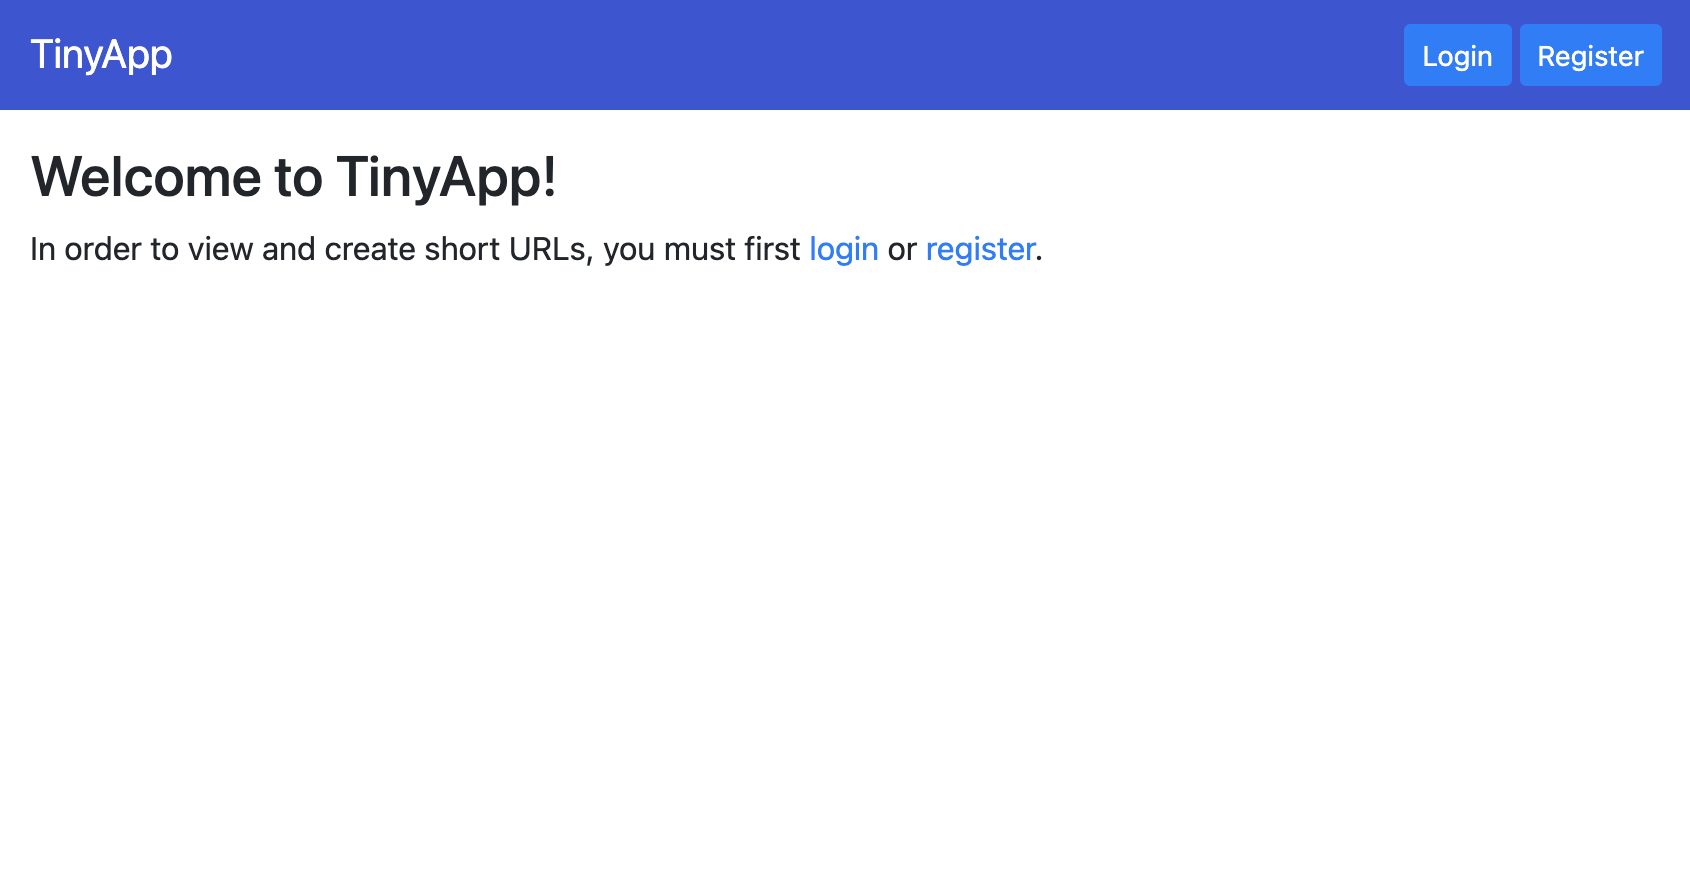 TinyApp
Login
Register
Welcome to TinyApp!
In order to view and create short URLs, you must first login or register.